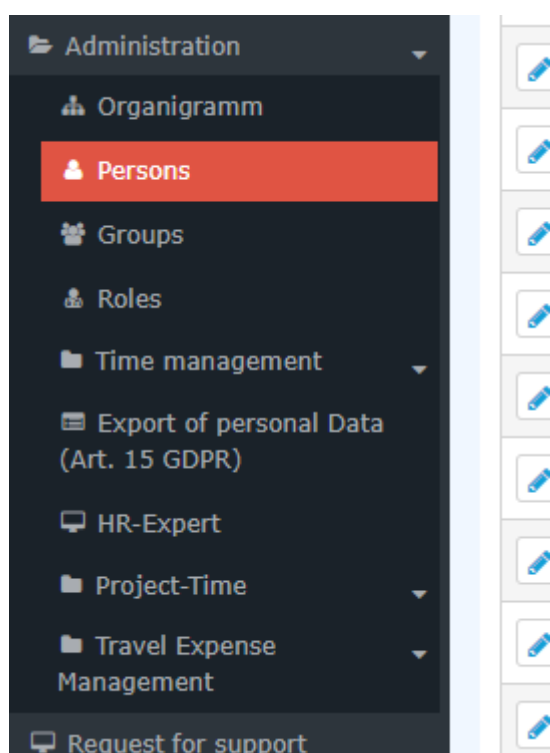 Administration
Organigramm
Persons
Groups
Roles
Time management
Export of personal Data
(Art. 15 GDPR)
HR-Expert
Project-Time
Travel Expense
Management
Request for support